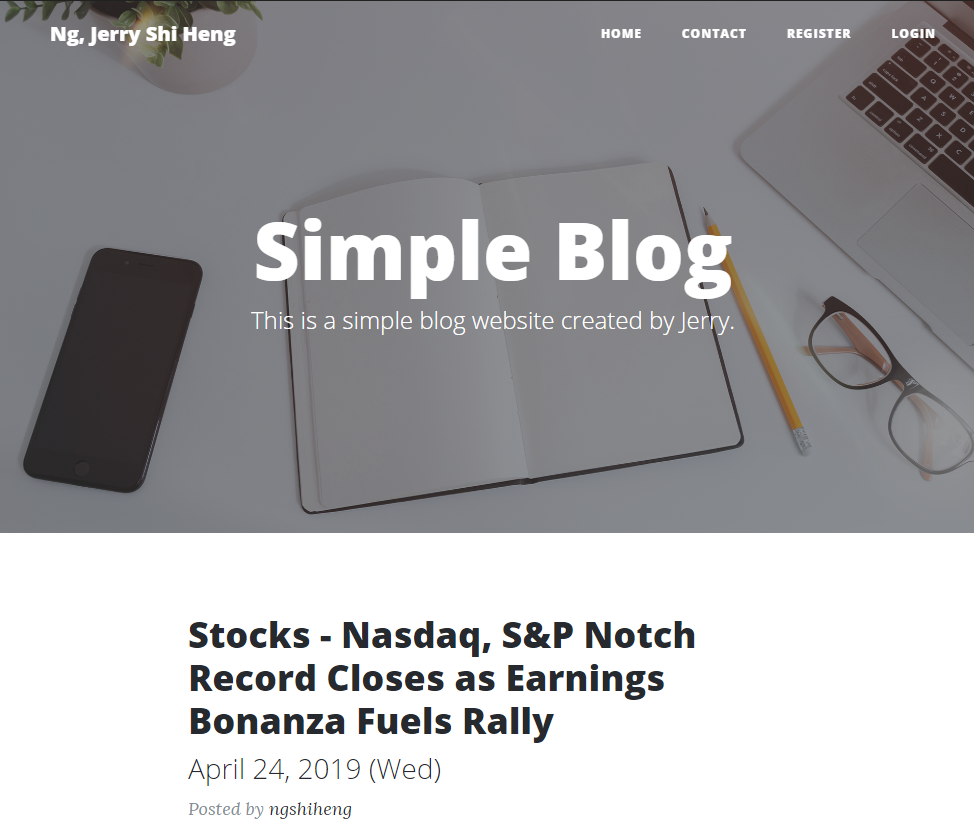 Ng, Jerry Shi Heng
HOME CONTACT REGISTER LOGIN
Simple Blog
This is a simple blog website created by Jerry.
Stocks - Nasdaq, S&P Notch
Record Closes as Earnings
Bonanza Fuels Rally
April 24, 2019 (Wed)
Posted by ngshiheng